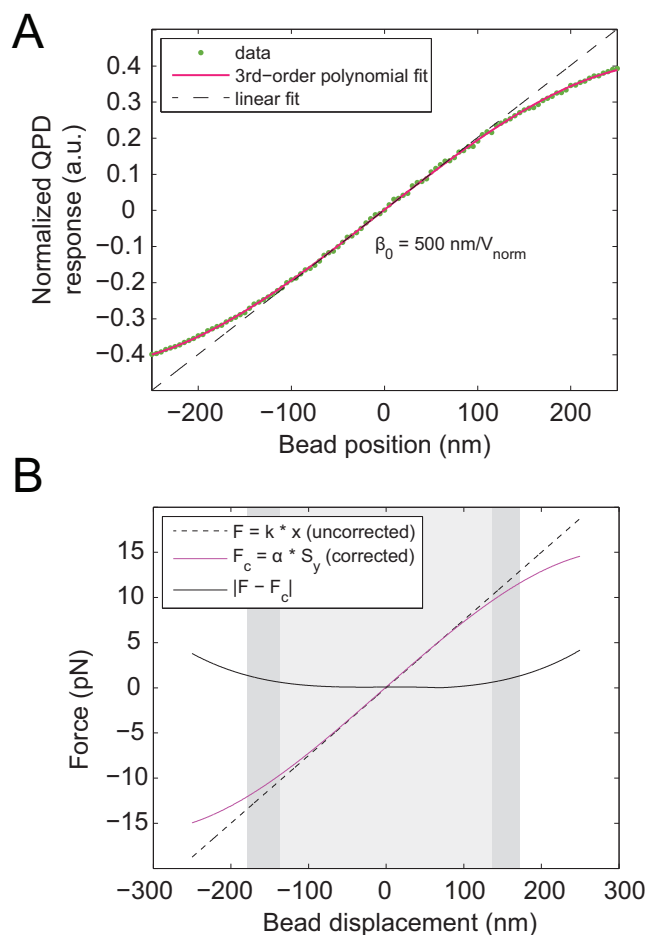 A
data
3rd−order polynomial fit
linear fit
0.4
0.3
0.2
0.1
0
−0.1
−0.2
−0.3
−0.4
Normalized QPD
response (a.u.)
β0 = 500 nm/Vnorm
−200 −100 0 100 200
Bead position (nm)
B
F = k * x (uncorrected)
Fc = α * Sy (corrected)
|F − Fc|
15
10
5
0
−5
−10
−15
Force (pN)
−300 −200 −100 0 100 200 300
Bead displacement (nm)